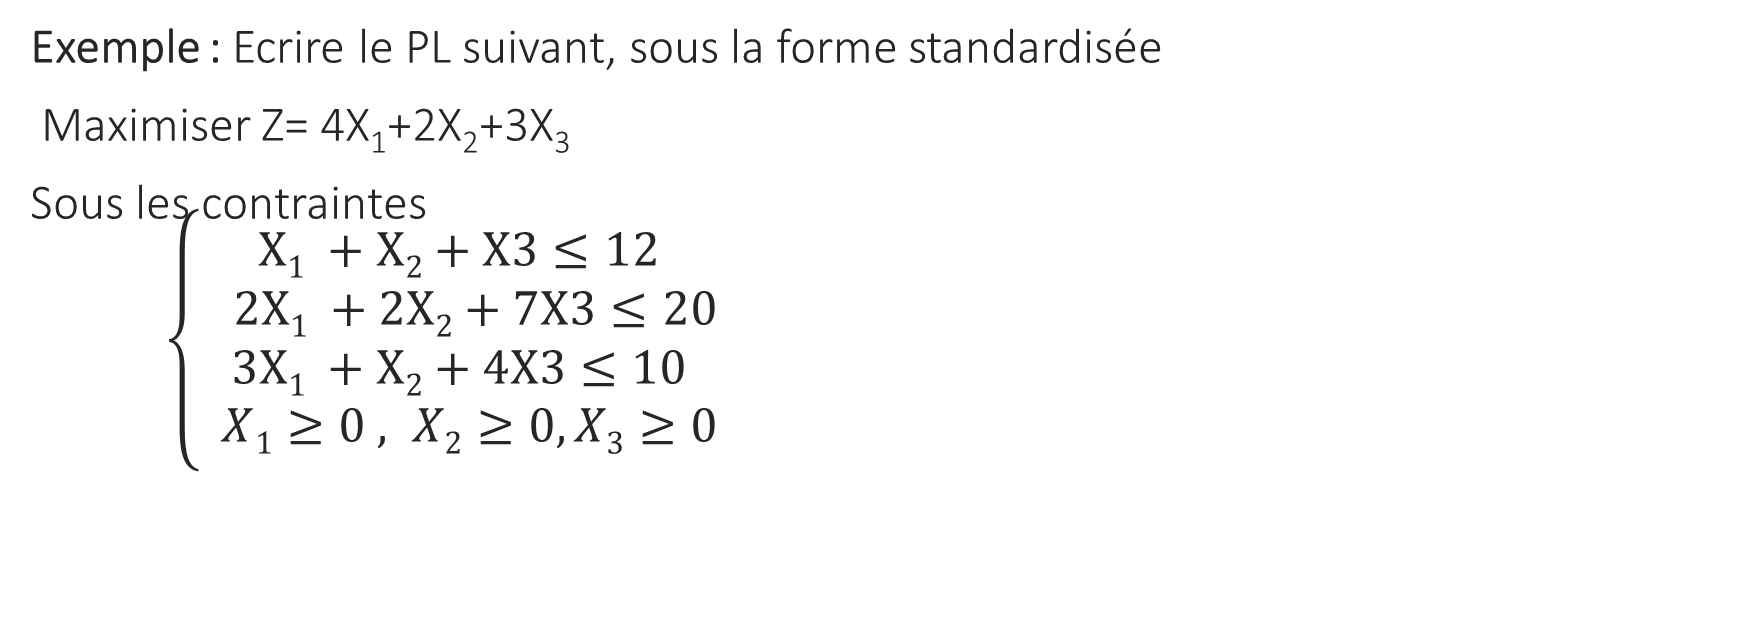 Exemple : Ecrire le PL suivant, sous la forme standardisée
Maximiser Z= 4X₁+2X₂+3X₃
Sous les contraintes
X₁ + X₂ + X3 ≤ 12
2X₁ + 2X₂ + 7X3 ≤ 20
3X₁ + X₂ + 4X3 ≤ 10
X₁ ≥ 0 , X₂ ≥ 0, X₃ ≥ 0